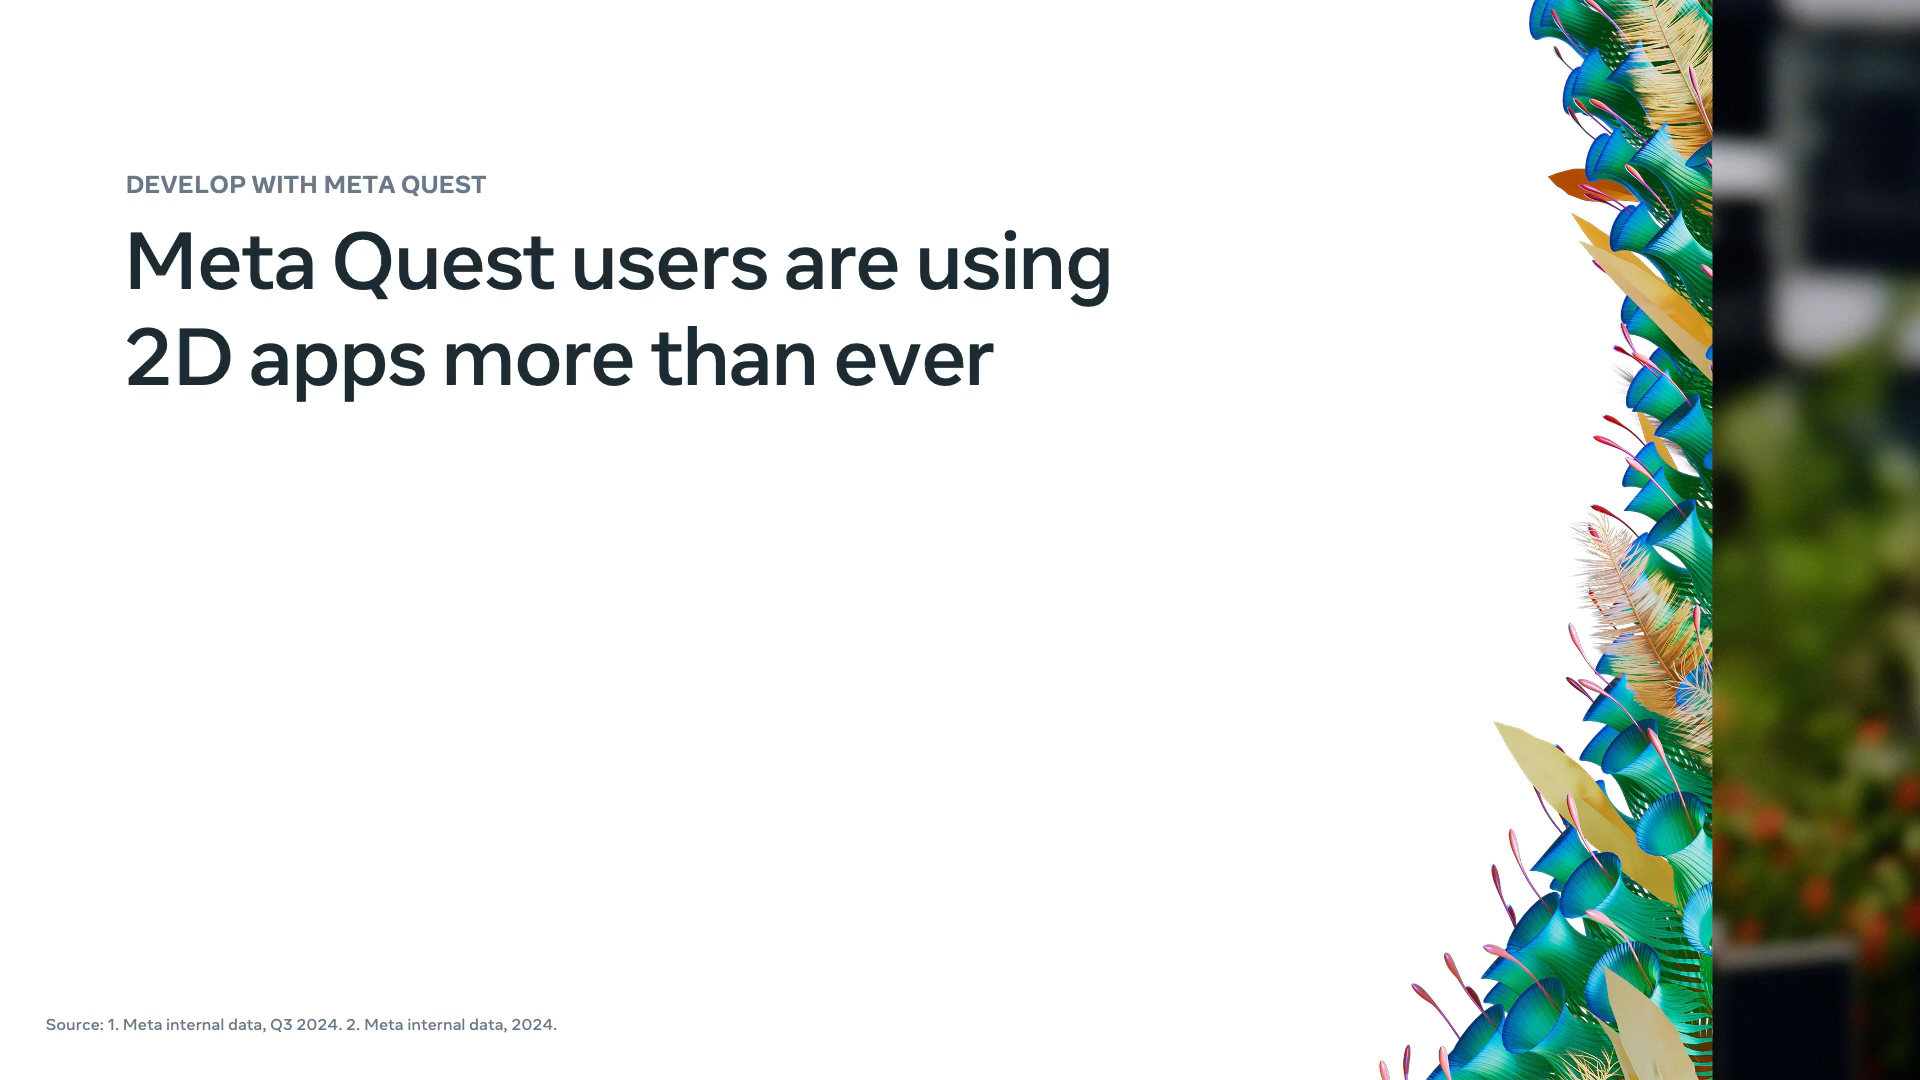 DEVELOP WITH META QUEST
Meta Quest users are using
2D apps more than ever
Source: 1. Meta internal data, Q3 2024. 2. Meta internal data, 2024.